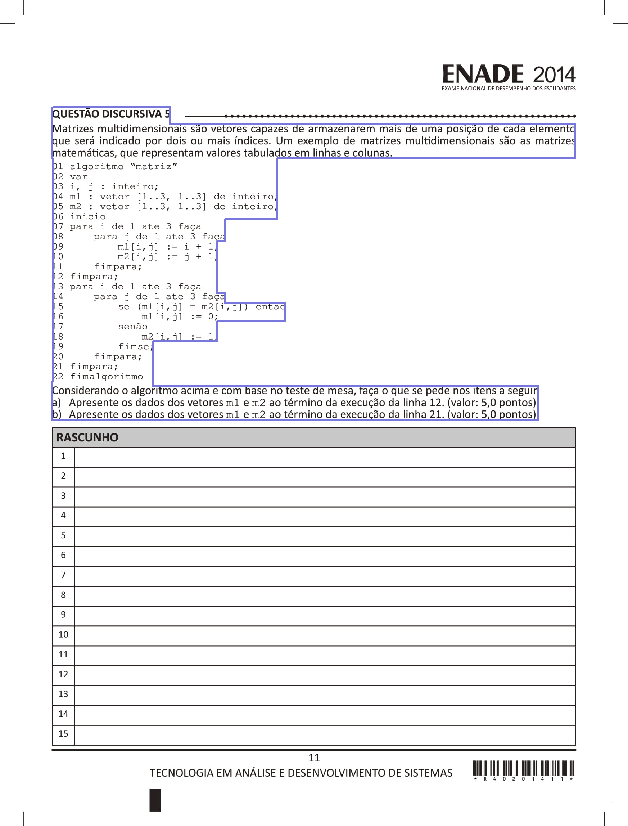 ENADE 2014
EXAME NACIONAL DE DESEMPENHO DOS ESTUDANTES
QUESTÃO DISCURSIVA 5
Matrizes multidimensionais são vetores capazes de armazenarem mais de uma posição de cada elemento
que será indicado por dois ou mais índices. Um exemplo de matrizes multidimensionais são as matrizes
matemáticas, que representam valores tabulados em linhas e colunas.
01 algoritmo "matriz"
02 var
03 i, j : inteiro;
04 m1 : vetor [1..3, 1..3] de inteiro;
05 m2 : vetor [1..3, 1..3] de inteiro;
06 inicio
07 para i de 1 ate 3 faça
08 para j de 1 ate 3 faça
09 m1[i,j] := i + 1;
10 m2[i,j] := j + 1;
11 fimpara;
12 fimpara;
13 para i de 1 ate 3 faça
14 para j de 1 ate 3 faça
15 se (m1[i,j] = m2[i,j]) entao
16 m1[i,j] := 0;
17 senão
18 m2[i,j] := 1;
19 fimse;
20 fimpara;
21 fimpara;
22 fimalgoritmo
Considerando o algoritmo acima e com base no teste de mesa, faça o que se pede nos itens a seguir
a) Apresente os dados dos vetores m1 e m2 ao término da execução da linha 12. (valor: 5,0 pontos)
b) Apresente os dados dos vetores m1 e m2 ao término da execução da linha 21. (valor: 5,0 pontos)
RASCUNHO
1
2
3
4
5
6
7
8
9
10
11
12
13
14
15
11
TECNOLOGIA EM ANÁLISE E DESENVOLVIMENTO DE SISTEMAS
*R4020141 1*